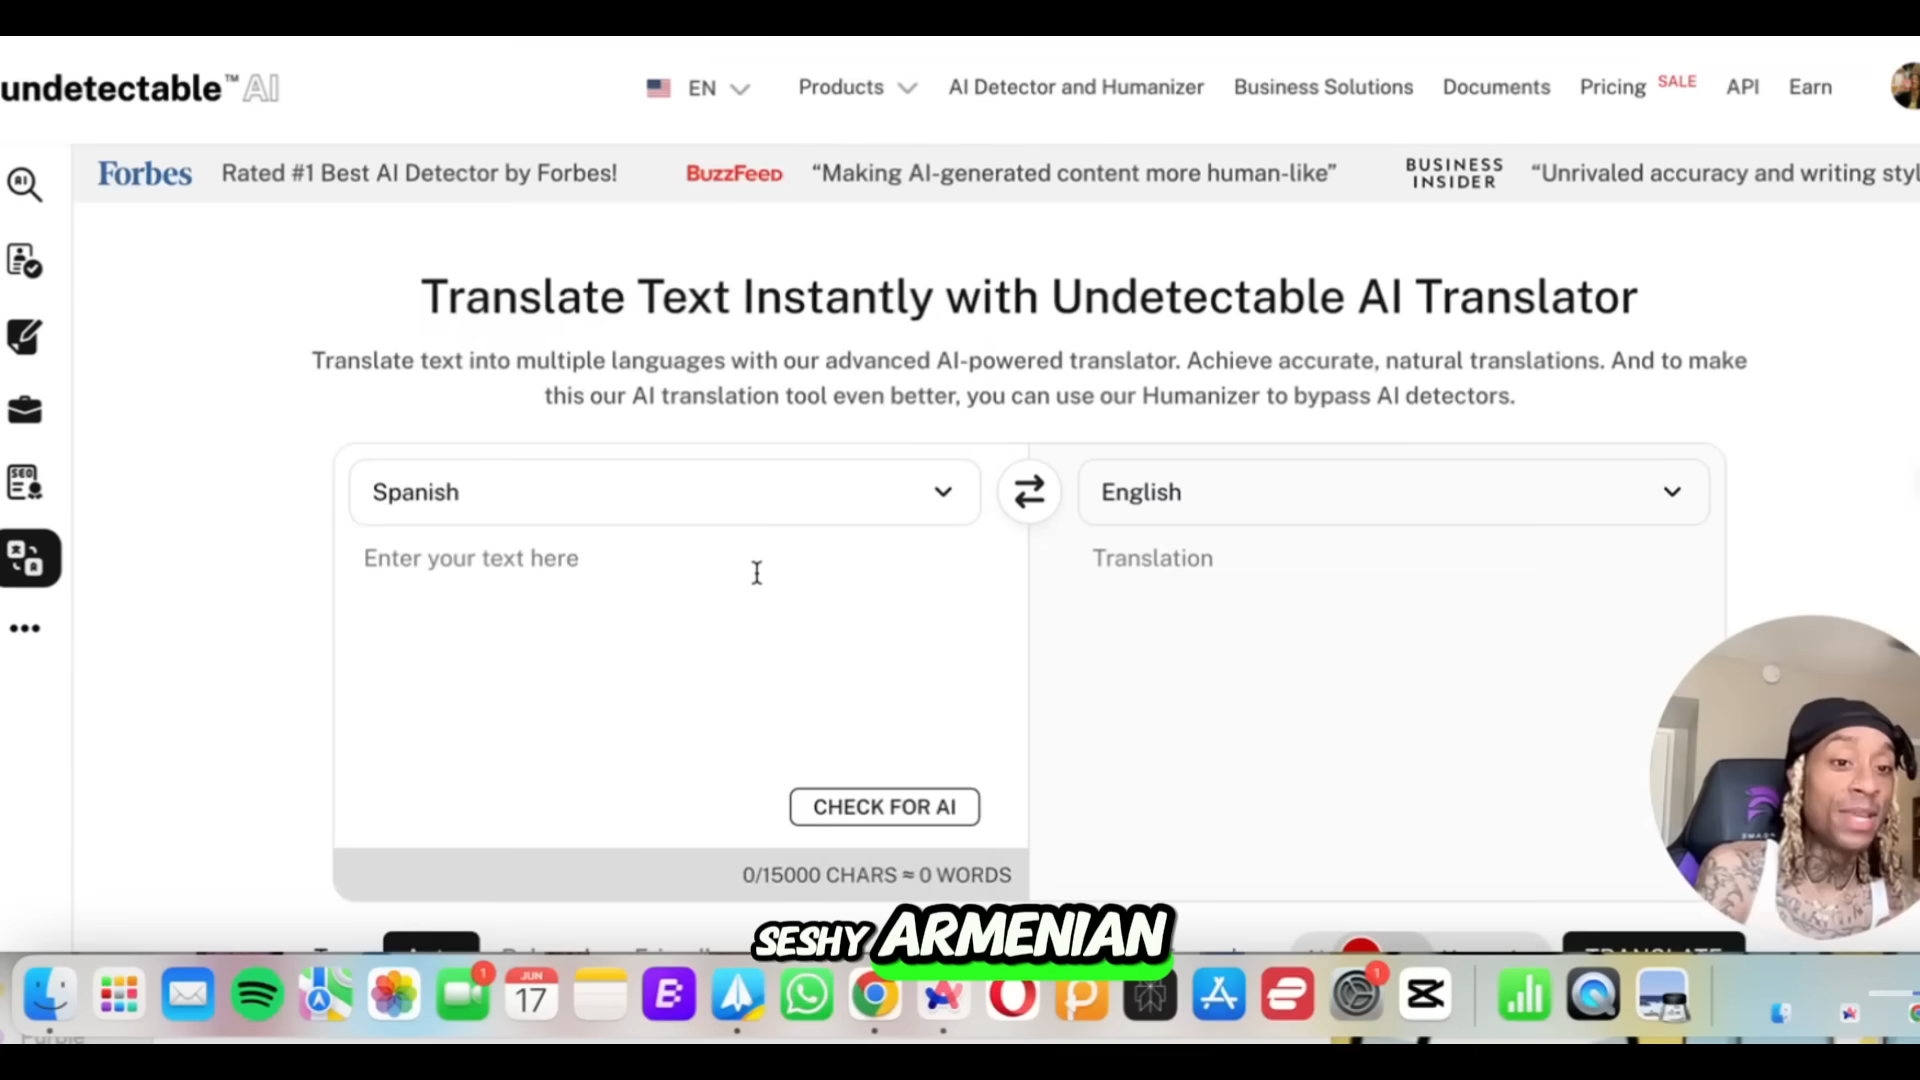 undetectable™ AI
EN
Products
AI Detector and Humanizer
Business Solutions
Documents
Pricing SALE
API
Earn
Forbes
Rated #1 Best AI Detector by Forbes!
BuzzFeed
“Making AI-generated content more human-like”
BUSINESS
INSIDER
“Unrivaled accuracy and writing styl
AI
SEO
Translate Text Instantly with Undetectable AI Translator
Translate text into multiple languages with our advanced AI-powered translator. Achieve accurate, natural translations. And to make
this our AI translation tool even better, you can use our Humanizer to bypass AI detectors.
Spanish
English
Enter your text here
Translation
CHECK FOR AI
0/15000 CHARS ≈ 0 WORDS
SESHY ARMENIAN
TRANSLATE
1
JUN
17
1